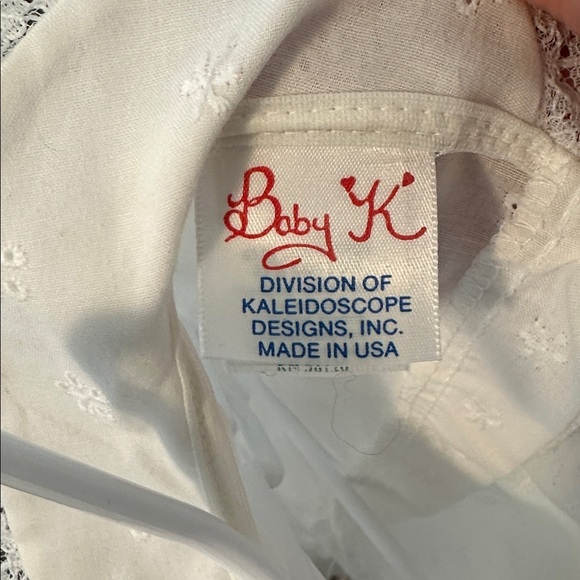 Baby 'K'
DIVISION OF
KALEIDOSCOPE
DESIGNS, INC.
MADE IN USA